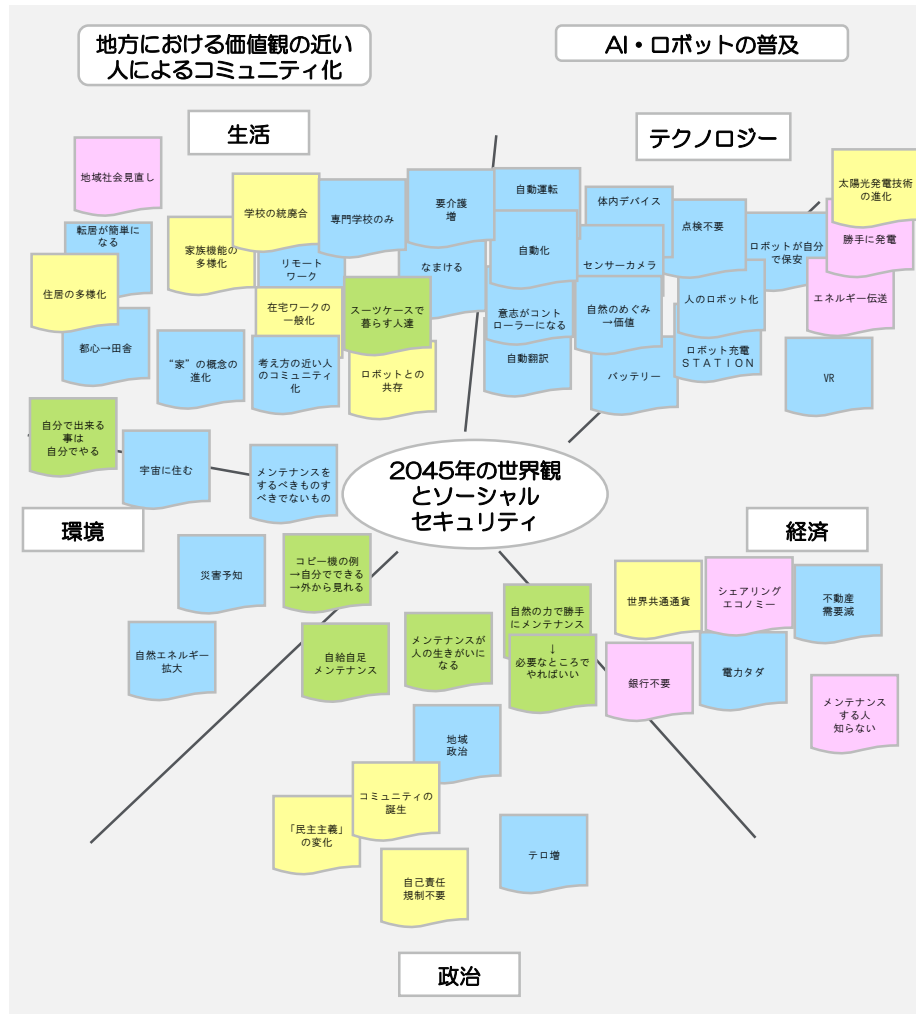 地方における価値観の近い
人によるコミュニティ化
AI・ロボットの普及
生活
テクノロジー
地域社会見直し
転居が簡単に
なる
住居の多様化
都心→田舎
家族機能の
多様化
学校の統廃合
専門学校のみ
リモート
ワーク
在宅ワークの
一般化
“家”の概念の
進化
考え方の近い人
のコミュニティ
化
スーツケースで
暮らす人達
ロボットとの
共存
要介護
増
なまける
自動運転
自動化
意志がコント
ローラーになる
自動翻訳
体内デバイス
センサーカメラ
自然のめぐみ
→価値
バッテリー
点検不要
人のロボット化
ロボット充電
STATION
ロボットが自分
で保安
太陽光発電技術
の進化
勝手に発電
エネルギー伝送
VR
自分で出来る
事は
自分でやる
宇宙に住む
メンテナンスを
するべきものす
べきでないもの
2045年の世界観
とソーシャル
セキュリティ
環境
経済
災害予知
コピー機の例
→自分でできる
→外から見れる
自然エネルギー
拡大
自給自足
メンテナンス
メンテナンスが
人の生きがいに
なる
自然の力で勝手
にメンテナンス
↓
必要なところで
やればいい
世界共通通貨
シェアリング
エコノミー
不動産
需要減
銀行不要
電力タダ
メンテナンス
する人
知らない
地域
政治
コミュニティの
誕生
「民主主義」
の変化
自己責任
規制不要
テロ増
政治